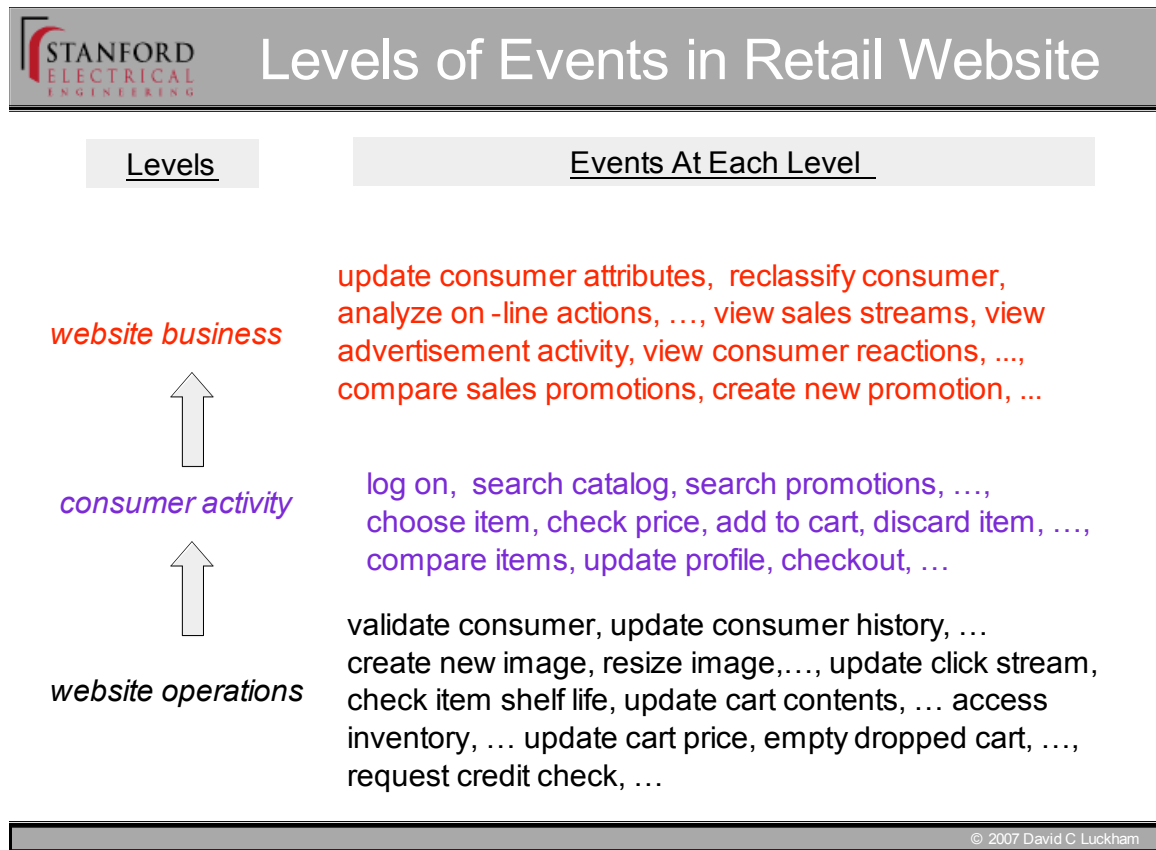 STANFORD
ELECTRICAL
ENGINEERING
Levels of Events in Retail Website
Levels
Events At Each Level
website business
update consumer attributes,  reclassify consumer,
analyze on -line actions, …, view sales streams, view
advertisement activity, view consumer reactions, ...,
compare sales promotions, create new promotion, ...
consumer activity
log on,  search catalog, search promotions, …,
choose item, check price, add to cart, discard item, …,
compare items, update profile, checkout, …
website operations
validate consumer, update consumer history, …
create new image, resize image,…, update click stream,
check item shelf life, update cart contents, … access
inventory, … update cart price, empty dropped cart, …,
request credit check, …
© 2007 David C Luckham